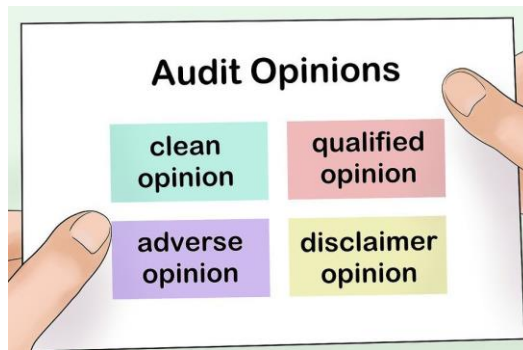 Audit Opinions
clean
opinion
qualified
opinion
adverse
opinion
disclaimer
opinion